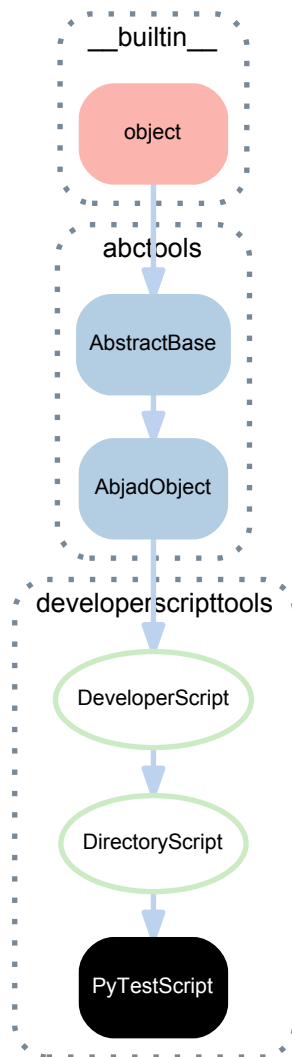 __builtin__
object
abctools
AbstractBase
AbjadObject
developerscripttools
DeveloperScript
DirectoryScript
PyTestScript